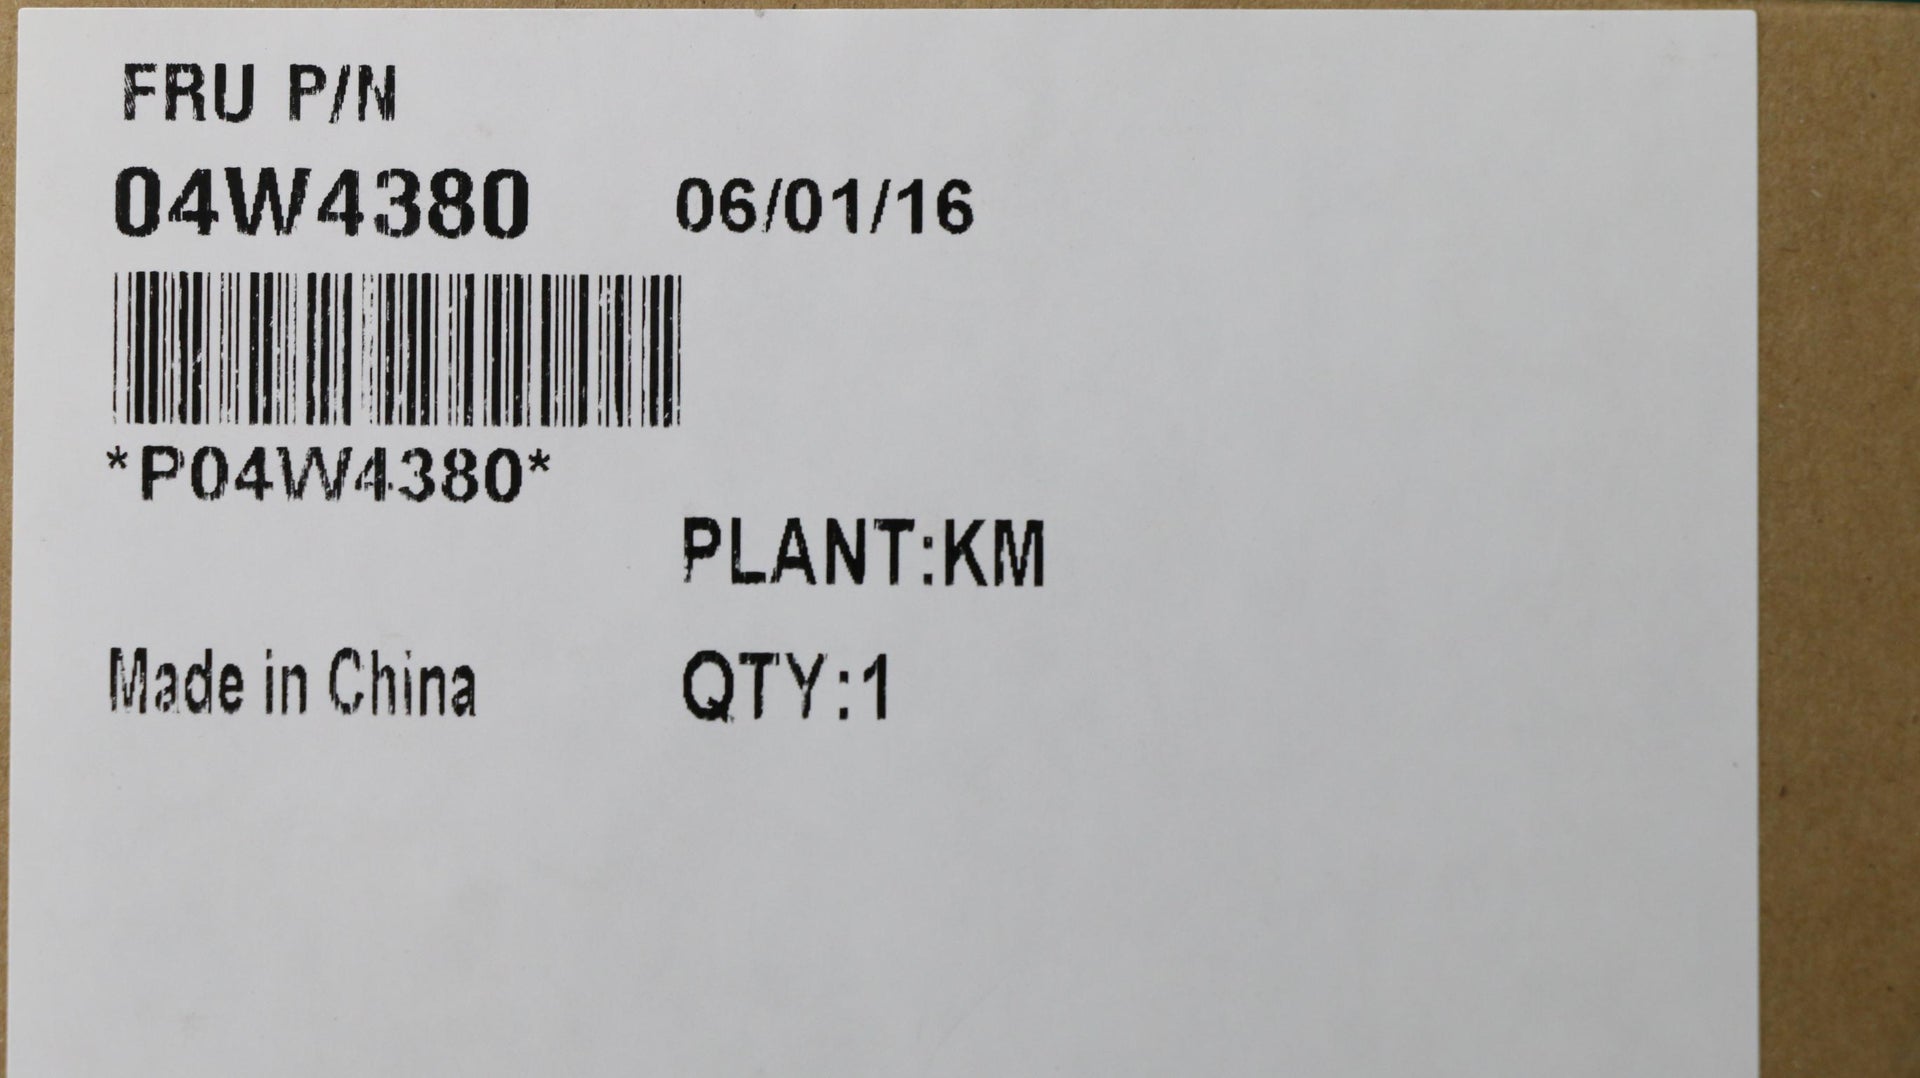 FRU P/N
04W4380 06/01/16
*P04W4380*
PLANT:KM
Made in China QTY:1